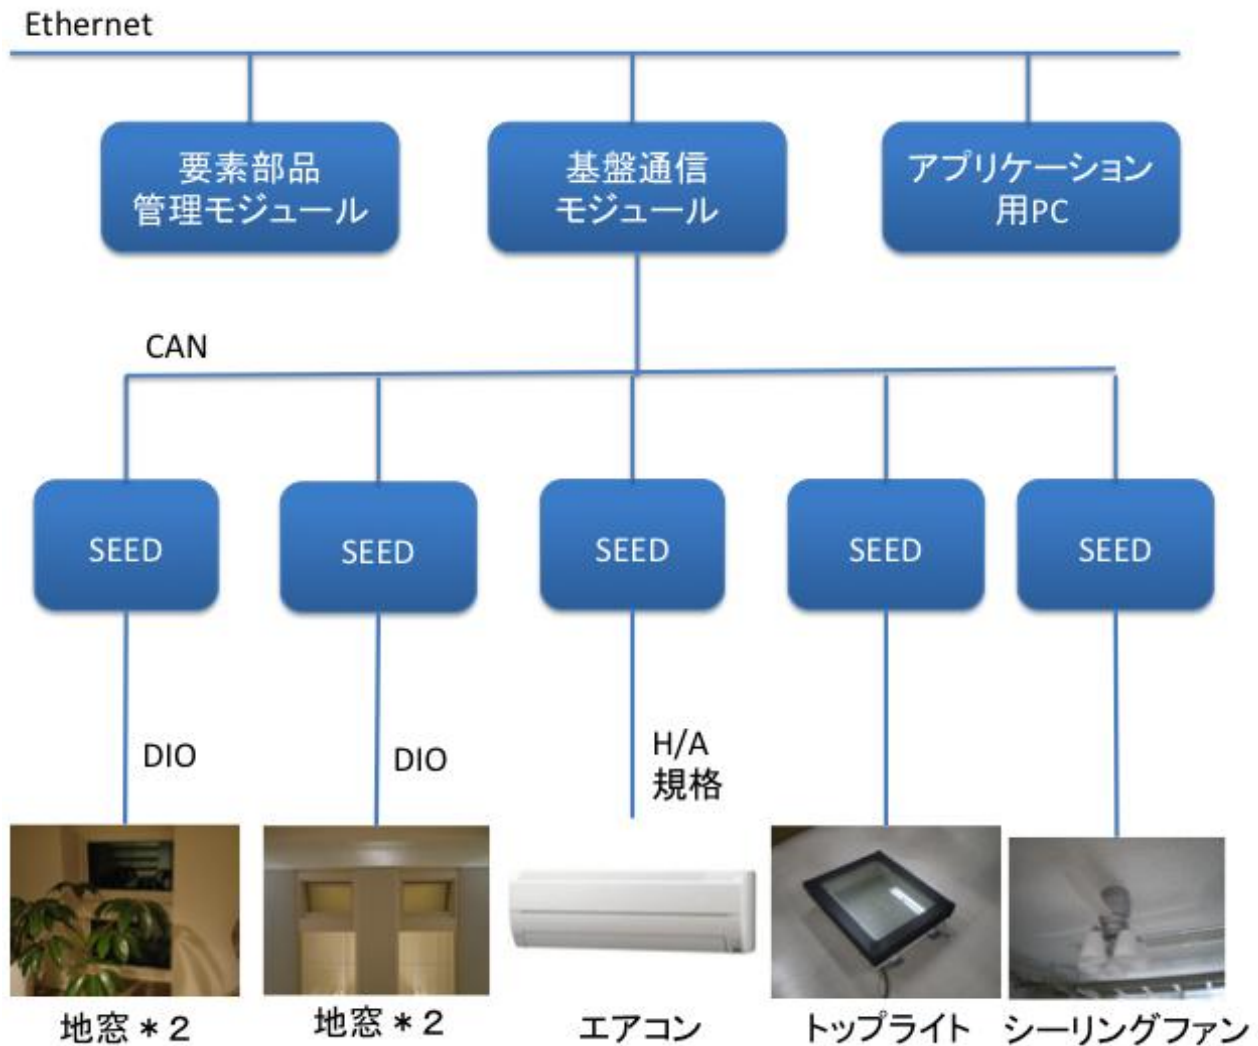 Ethernet
要素部品
管理モジュール
基盤通信
モジュール
アプリケーション
用PC
CAN
SEED
SEED
SEED
SEED
SEED
DIO
DIO
H/A
規格
地窓＊2
地窓＊2
エアコン
トップライト
シーリングファン